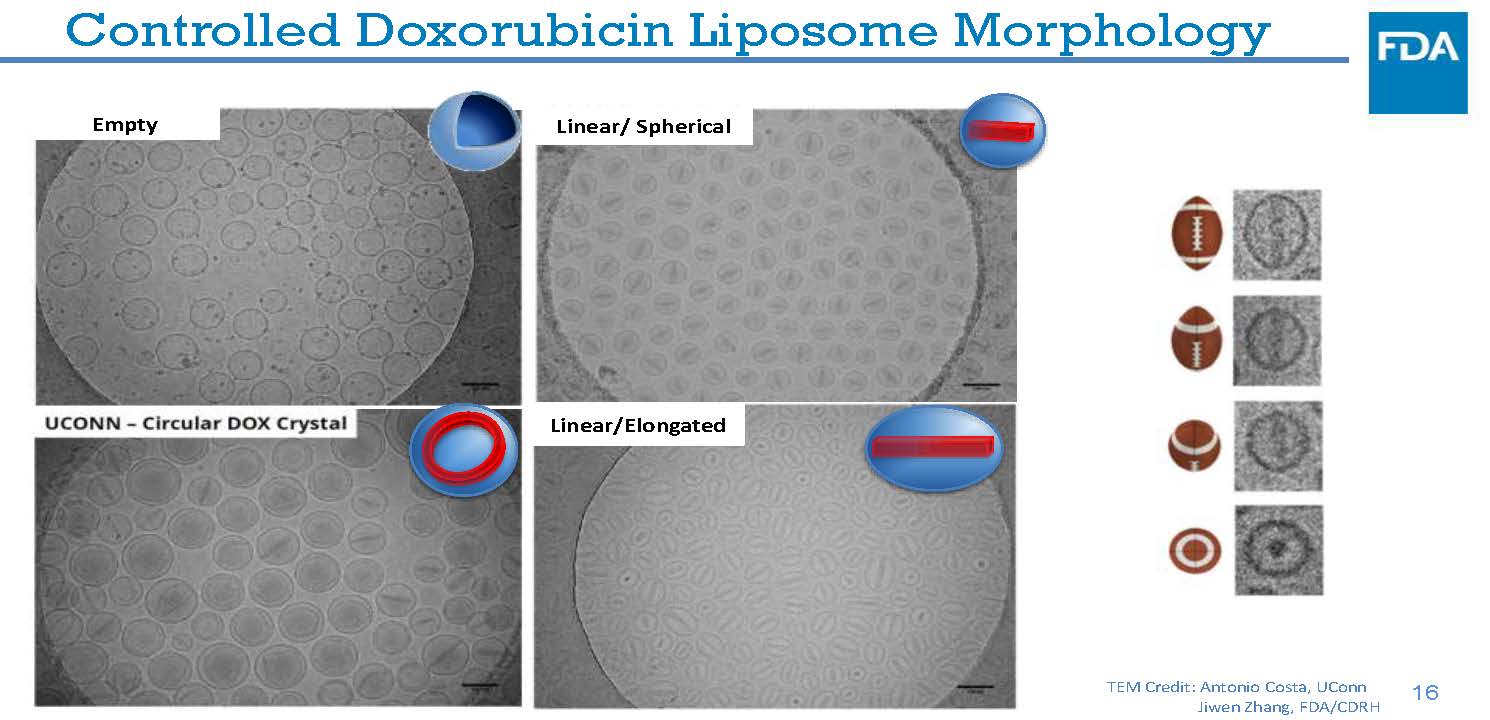 Controlled Doxorubicin Liposome Morphology
FDA
Empty
Linear/ Spherical
UCONN – Circular DOX Crystal
Linear/Elongated
TEM Credit: Antonio Costa, UConn
Jiwen Zhang, FDA/CDRH
16